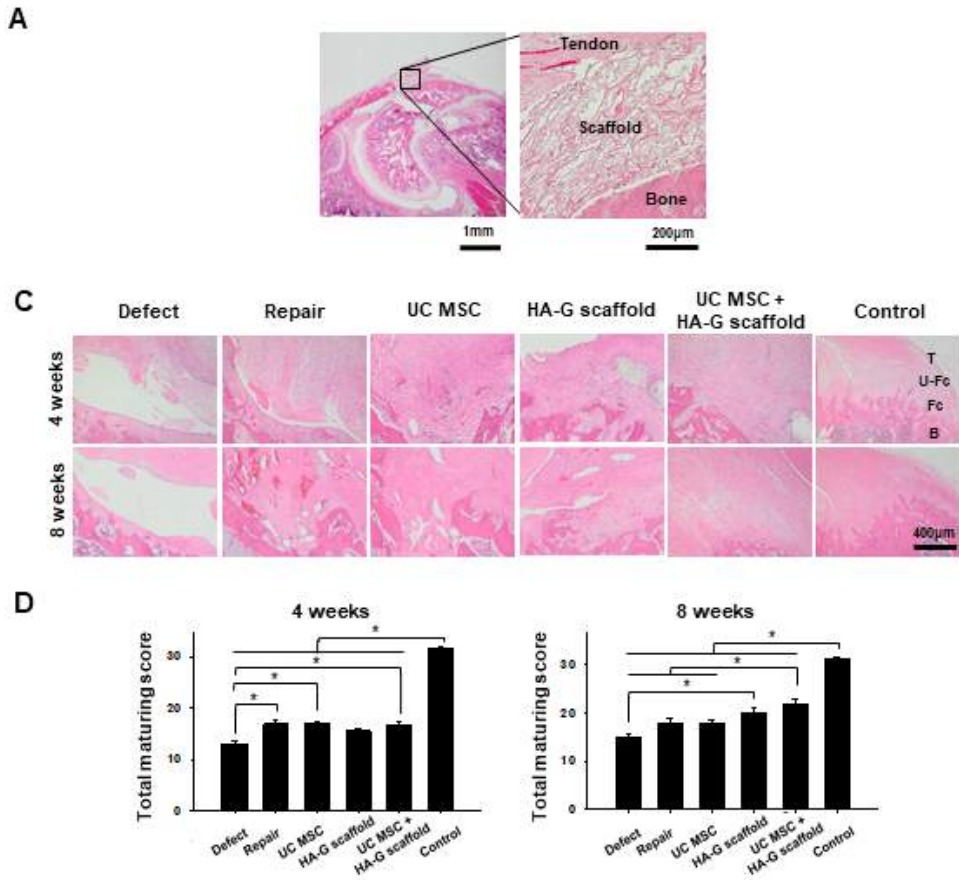 A
Tendon
Scaffold
Bone
1mm
200µm
C
Defect
Repair
UC MSC
HA-G scaffold
UC MSC +
HA-G scaffold
Control
4 weeks
T
U-Fc
Fc
B
8 weeks
400µm
D
4 weeks
Total maturing score
30
20
10
0
*
*
*
*
Defect
Repair
UC MSC
HA-G scaffold
UC MSC +
HA-G scaffold
Control
8 weeks
Total maturing score
30
20
10
0
*
*
*
Defect
Repair
UC MSC
HA-G scaffold
UC MSC +
HA-G scaffold
Control